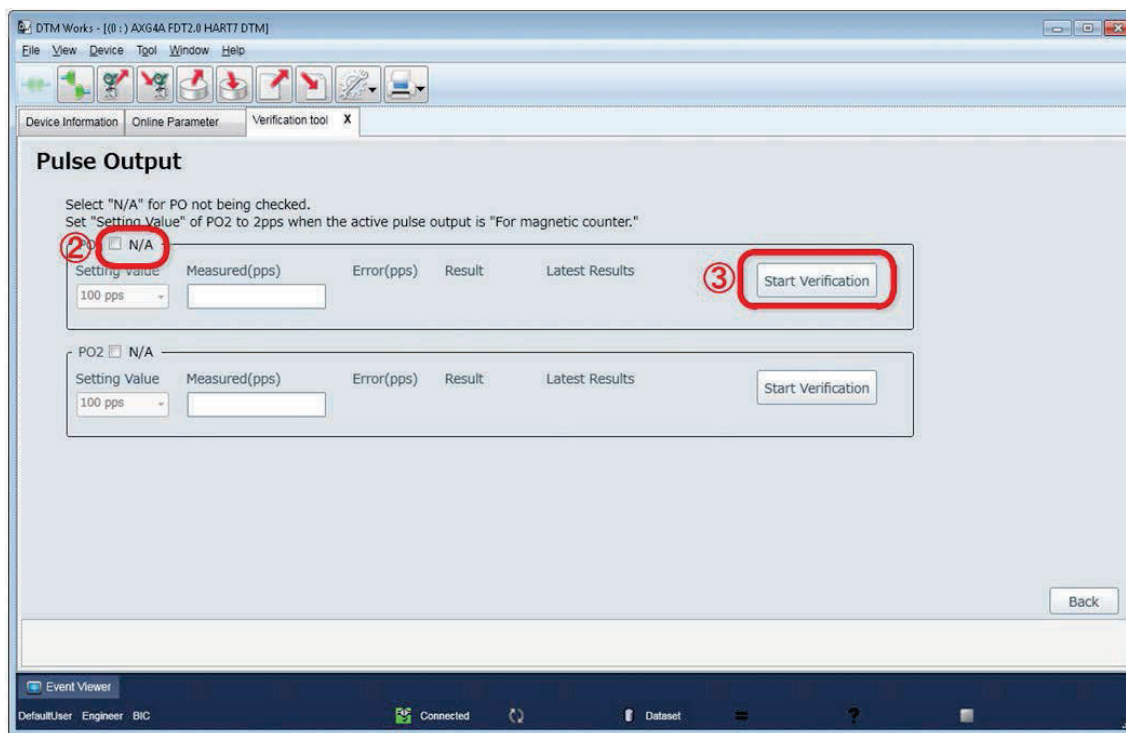 DTM Works - [(0 : ) AXG4A FDT2.0 HART7 DTM]
File View Device Tool Window Help
Device Information Online Parameter Verification tool X
Pulse Output
Select "N/A" for PO not being checked.
Set "Setting Value" of PO2 to 2pps when the active pulse output is "For magnetic counter."
② N/A
Setting Value Measured(pps) Error(pps) Result Latest Results ③ Start Verification
100 pps
PO2 N/A
Setting Value Measured(pps) Error(pps) Result Latest Results Start Verification
100 pps
Back
Event Viewer
DefaultUser Engineer BIC Connected Dataset = ?